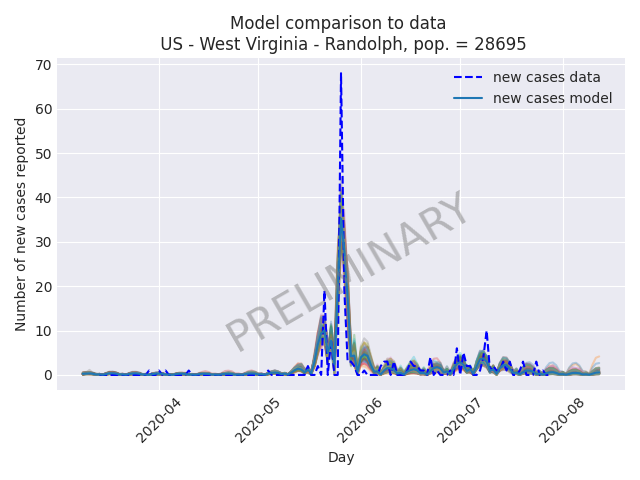 Model comparison to data
US - West Virginia - Randolph, pop. = 28695
new cases data
new cases model
Number of new cases reported
70
60
50
40
30
20
10
0
PRELIMINARY
2020-04
2020-05
2020-06
2020-07
2020-08
Day